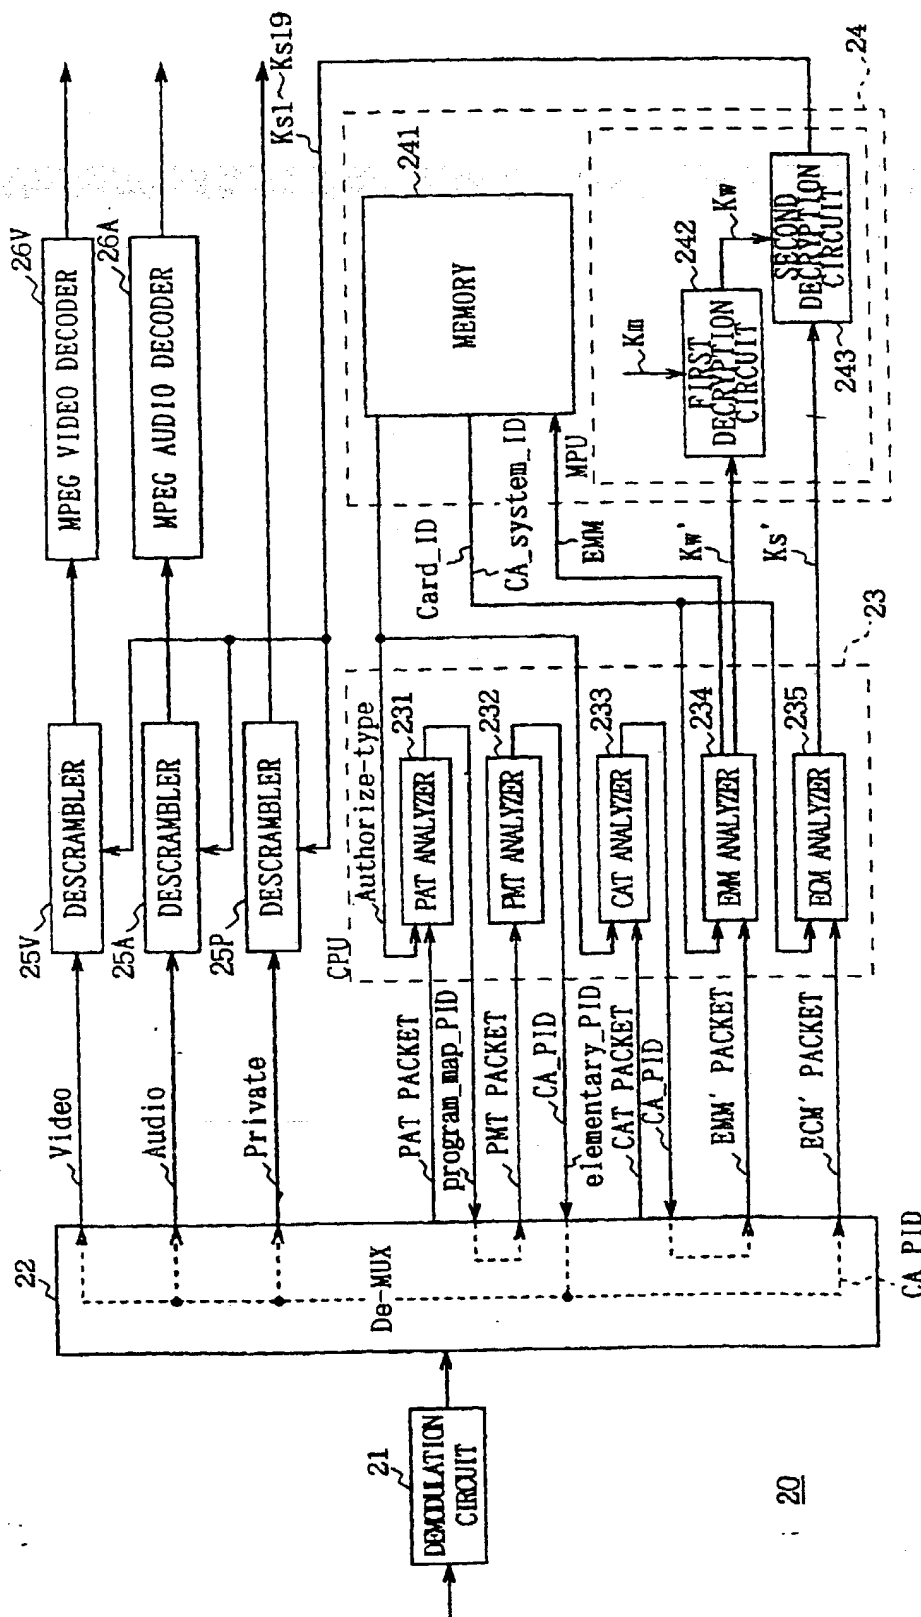 20
21
DEMODULATION
CIRCUIT
22
De-MUX
CA_PID
Video
Audio
Private
PAT PACKET
program_map_PID
PMT PACKET
CA_PID
elementary_PID
CAT PACKET
CA_PID
EMM' PACKET
ECM' PACKET
25V
DESCRAMBLER
25A
DESCRAMBLER
25P
DESCRAMBLER
CPU
Authorize-type
PAT ANALYZER
231
PMT ANALYZER
232
CAT ANALYZER
233
EMM ANALYZER
234
ECM ANALYZER
235
23
MPEG VIDEO DECODER
26V
MPEG AUDIO DECODER
26A
Ks1~Ks19
Card_ID
CA_system_ID
EMM
Kw'
Ks'
MPU
MEMORY
241
Km
FIRST
DECRYPTION
CIRCUIT
242
Kw
SECOND
DECRYPTION
CIRCUIT
243
24